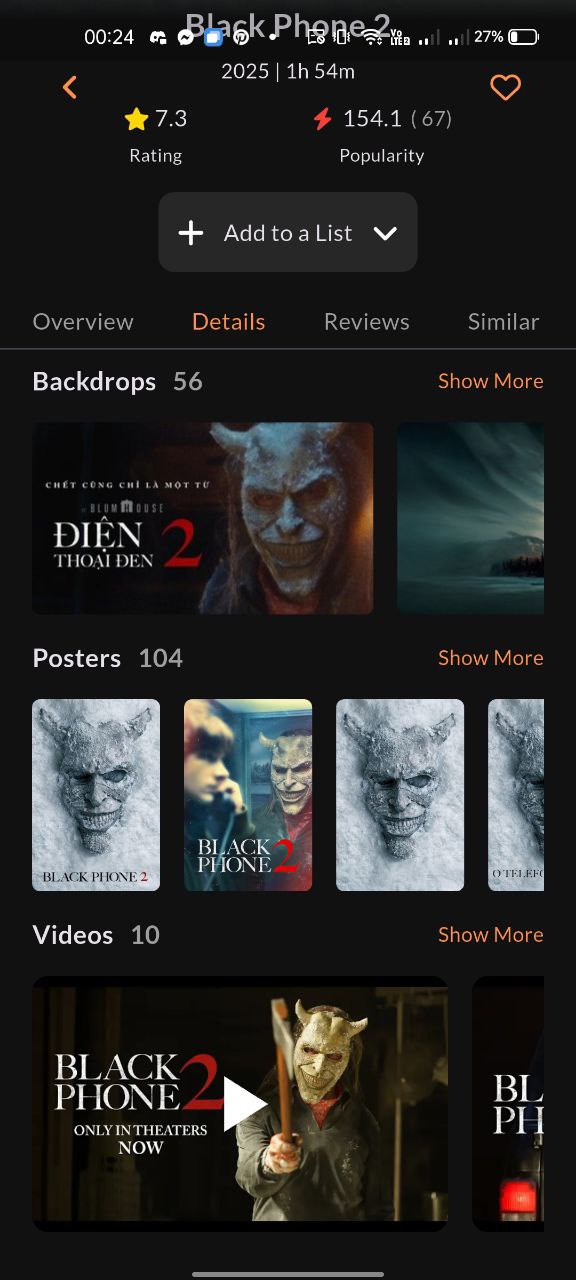 Black Phone 2
00:24
27%
2025 | 1h 54m
7.3
154.1 ( 67)
Rating
Popularity
Add to a List
Overview
Details
Reviews
Similar
Backdrops 56
Show More
CHẾT CŨNG CHỈ LÀ MỘT TỪ
BLUMHOUSE
ĐIỆN
THOẠI ĐEN 2
Posters 104
Show More
BLACK PHONE 2
BLACK
PHONE 2
O TELEF
Videos 10
Show More
BLACK
PHONE 2
ONLY IN THEATERS
NOW
BL
PH